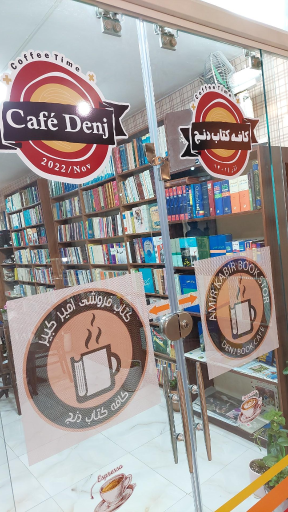 Coffee Time
Café Denj
2022/Nov
Coffee Time
کافه کتاب دنج
کتاب فروشی امیر کبیر
کافه کتاب دنج
AMIR KABIR BOOK STOR
DENJ BOOK CAFE
Espresso